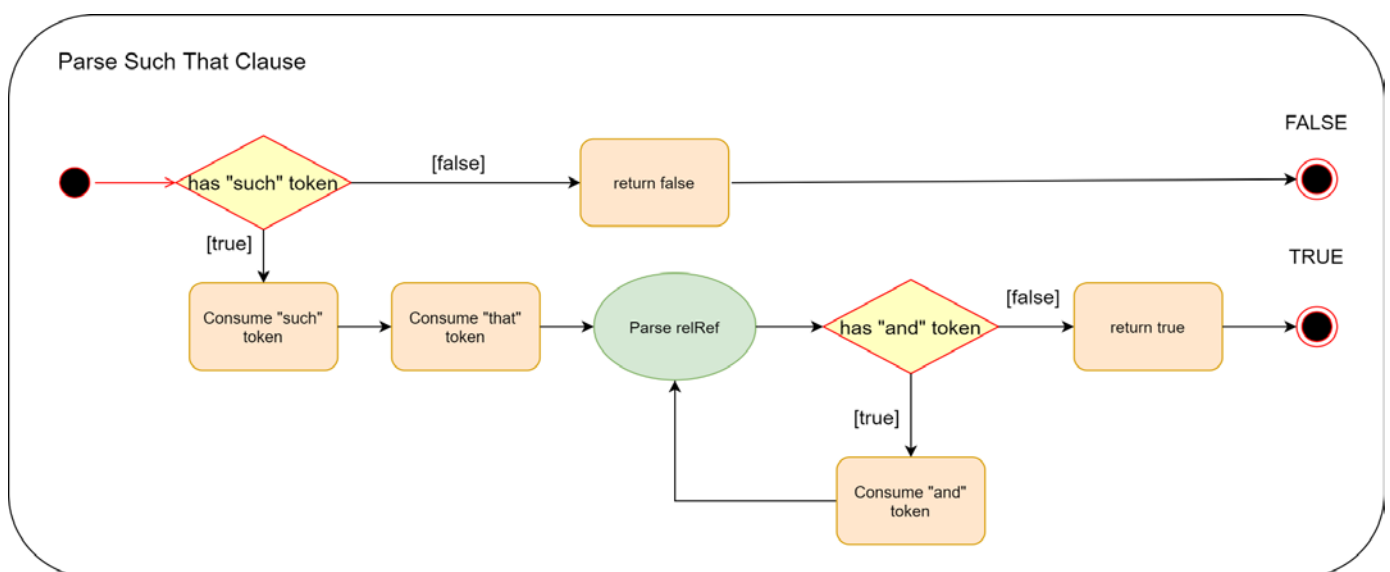 Parse Such That Clause
FALSE
has "such" token
[false]
return false
[true]
TRUE
Consume "such"
token
Consume "that"
token
Parse relRef
has "and" token
[false]
return true
[true]
Consume "and"
token